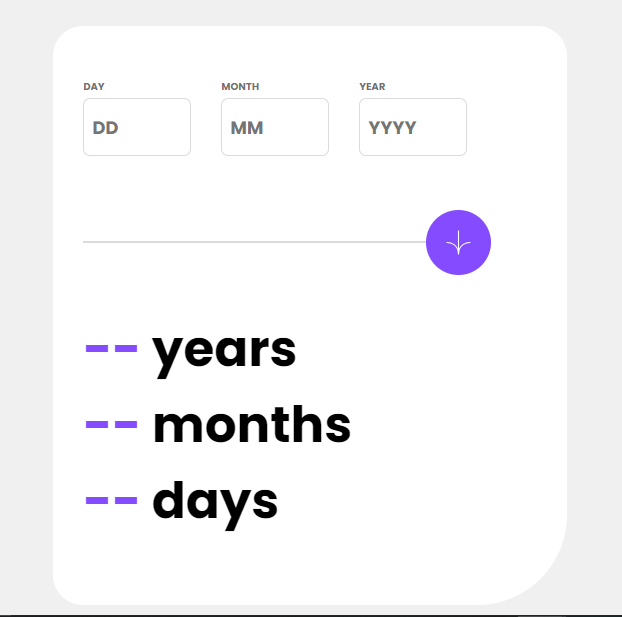 DAY MONTH YEAR
DD MM YYYY
-- years
-- months
-- days